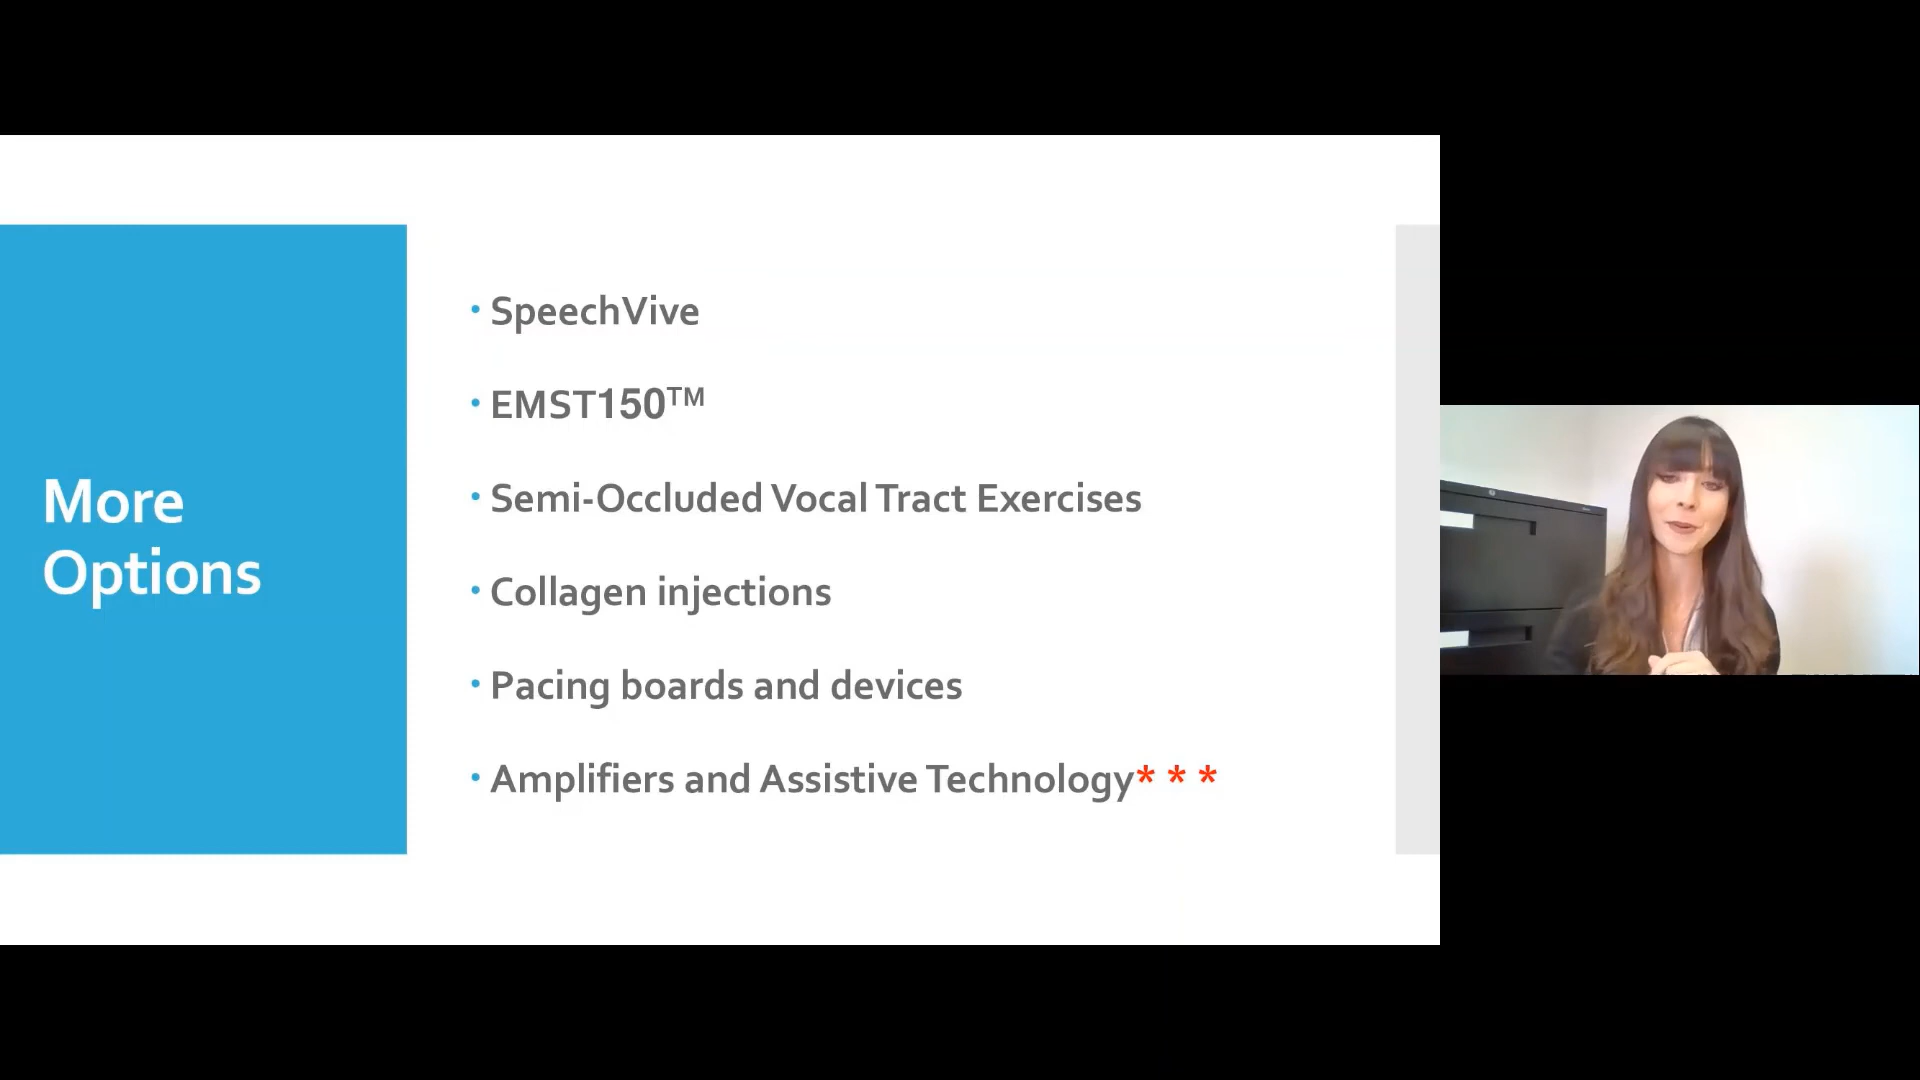 More
Options
• SpeechVive
• EMST150™
• Semi-Occluded Vocal Tract Exercises
• Collagen injections
• Pacing boards and devices
• Amplifiers and Assistive Technology* * *